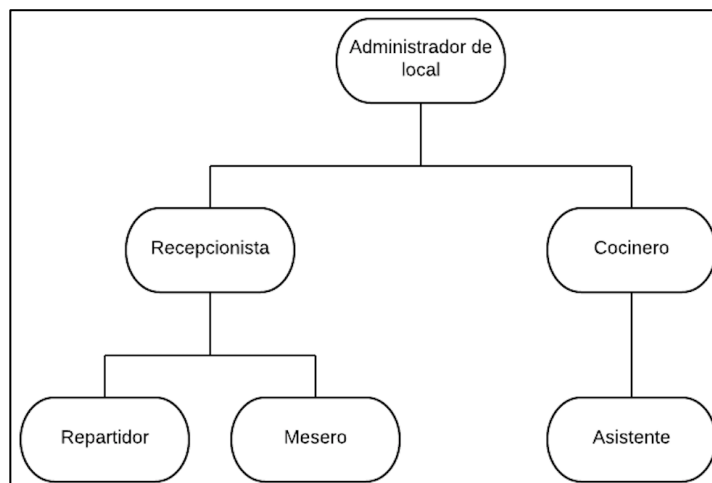 Administrador de
local
Recepcionista
Cocinero
Repartidor
Mesero
Asistente